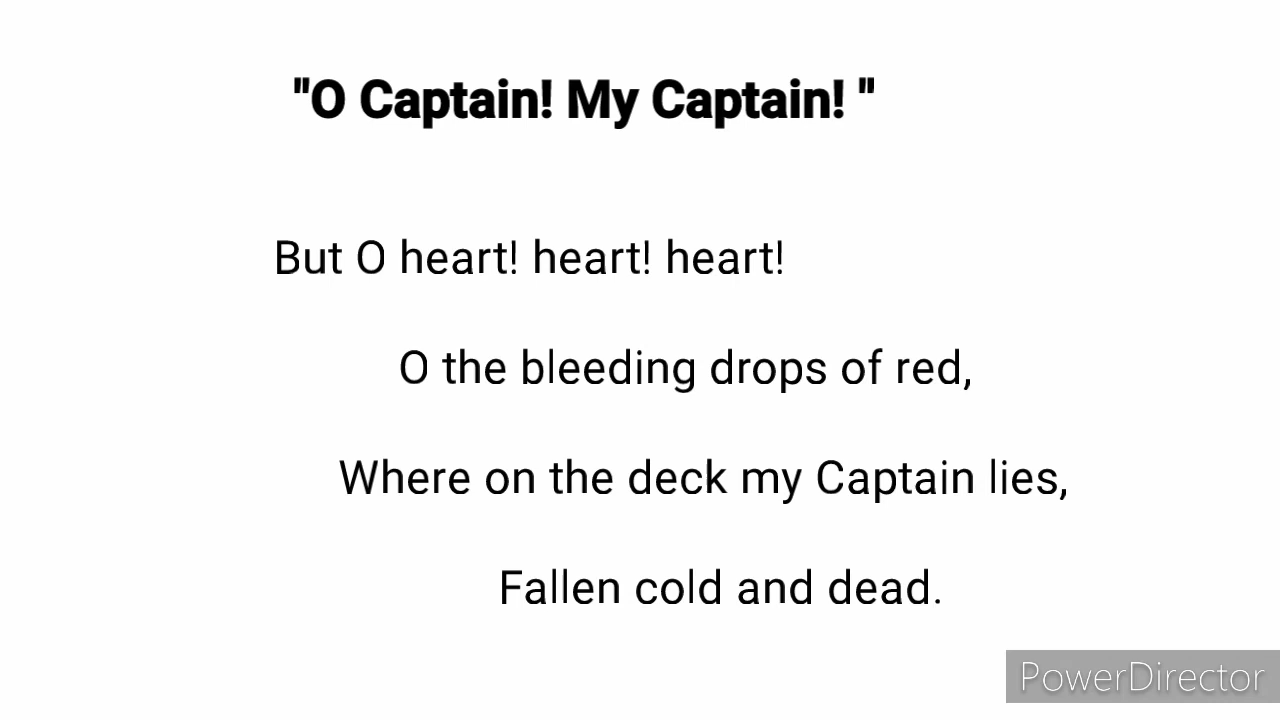 "O Captain! My Captain! "
But O heart! heart! heart!
O the bleeding drops of red,
Where on the deck my Captain lies,
Fallen cold and dead.
PowerDirector